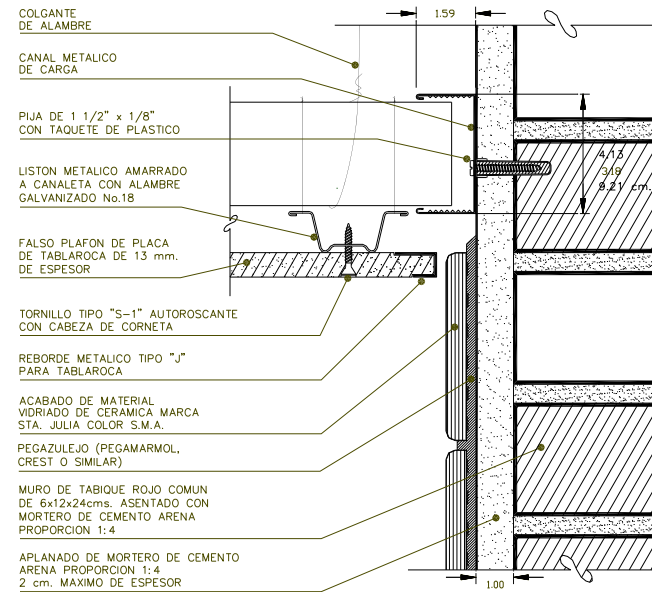 COLGANTE
DE ALAMBRE
1.59
CANAL METALICO
DE CARGA
PIJA DE 1 1/2" x 1/8"
CON TAQUETE DE PLASTICO
4.13
3.18
9.21 cm.
LISTON METALICO AMARRADO
A CANALETA CON ALAMBRE
GALVANIZADO No.18
FALSO PLAFON DE PLACA
DE TABLAROCA DE 13 mm.
DE ESPESOR
TORNILLO TIPO "S-1" AUTOROSCANTE
CON CABEZA DE CORNETA
REBORDE METALICO TIPO "J"
PARA TABLAROCA
ACABADO DE MATERIAL
VIDRIADO DE CERAMICA MARCA
STA. JULIA COLOR S.M.A.
PEGAZULEJO (PEGAMARMOL,
CREST O SIMILAR)
MURO DE TABIQUE ROJO COMUN
DE 6x12x24cms. ASENTADO CON
MORTERO DE CEMENTO ARENA
PROPORCION 1:4
APLANADO DE MORTERO DE CEMENTO
ARENA PROPORCION 1:4
2 cm. MAXIMO DE ESPESOR
1.00